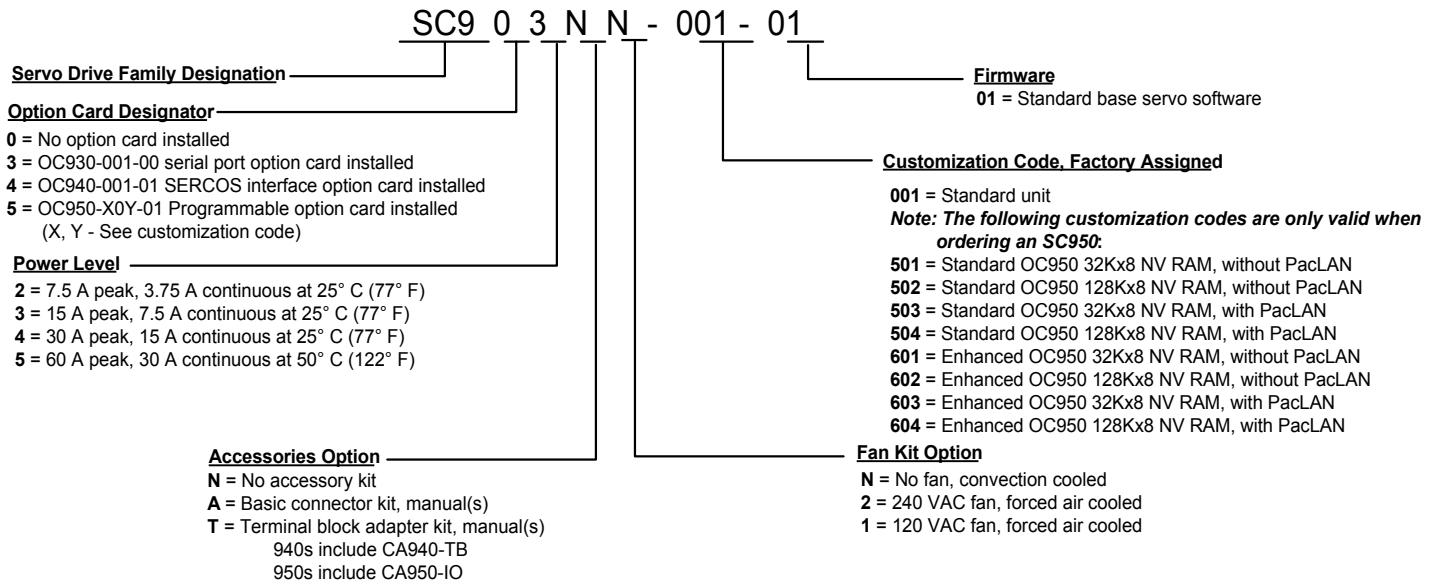 SC9 0 3 N N - 001 - 01
Servo Drive Family Designation
Option Card Designator
0 = No option card installed
3 = OC930-001-00 serial port option card installed
4 = OC940-001-01 SERCOS interface option card installed
5 = OC950-X0Y-01 Programmable option card installed
(X, Y - See customization code)
Power Level
2 = 7.5 A peak, 3.75 A continuous at 25° C (77° F)
3 = 15 A peak, 7.5 A continuous at 25° C (77° F)
4 = 30 A peak, 15 A continuous at 25° C (77° F)
5 = 60 A peak, 30 A continuous at 50° C (122° F)
Accessories Option
N = No accessory kit
A = Basic connector kit, manual(s)
T = Terminal block adapter kit, manual(s)
940s include CA940-TB
950s include CA950-IO
Firmware
01 = Standard base servo software
Customization Code, Factory Assigned
001 = Standard unit
Note: The following customization codes are only valid when
ordering an SC950:
501 = Standard OC950 32Kx8 NV RAM, without PacLAN
502 = Standard OC950 128Kx8 NV RAM, without PacLAN
503 = Standard OC950 32Kx8 NV RAM, with PacLAN
504 = Standard OC950 128Kx8 NV RAM, with PacLAN
601 = Enhanced OC950 32Kx8 NV RAM, without PacLAN
602 = Enhanced OC950 128Kx8 NV RAM, without PacLAN
603 = Enhanced OC950 32Kx8 NV RAM, with PacLAN
604 = Enhanced OC950 128Kx8 NV RAM, with PacLAN
Fan Kit Option
N = No fan, convection cooled
2 = 240 VAC fan, forced air cooled
1 = 120 VAC fan, forced air cooled